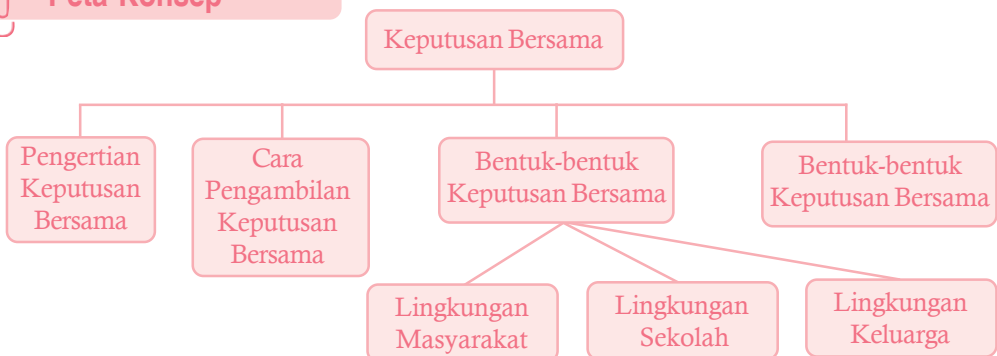 Peta Konsep
Keputusan Bersama
Pengertian
Keputusan
Bersama
Cara
Pengambilan
Keputusan
Bersama
Bentuk-bentuk
Keputusan Bersama
Bentuk-bentuk
Keputusan Bersama
Lingkungan
Masyarakat
Lingkungan
Sekolah
Lingkungan
Keluarga